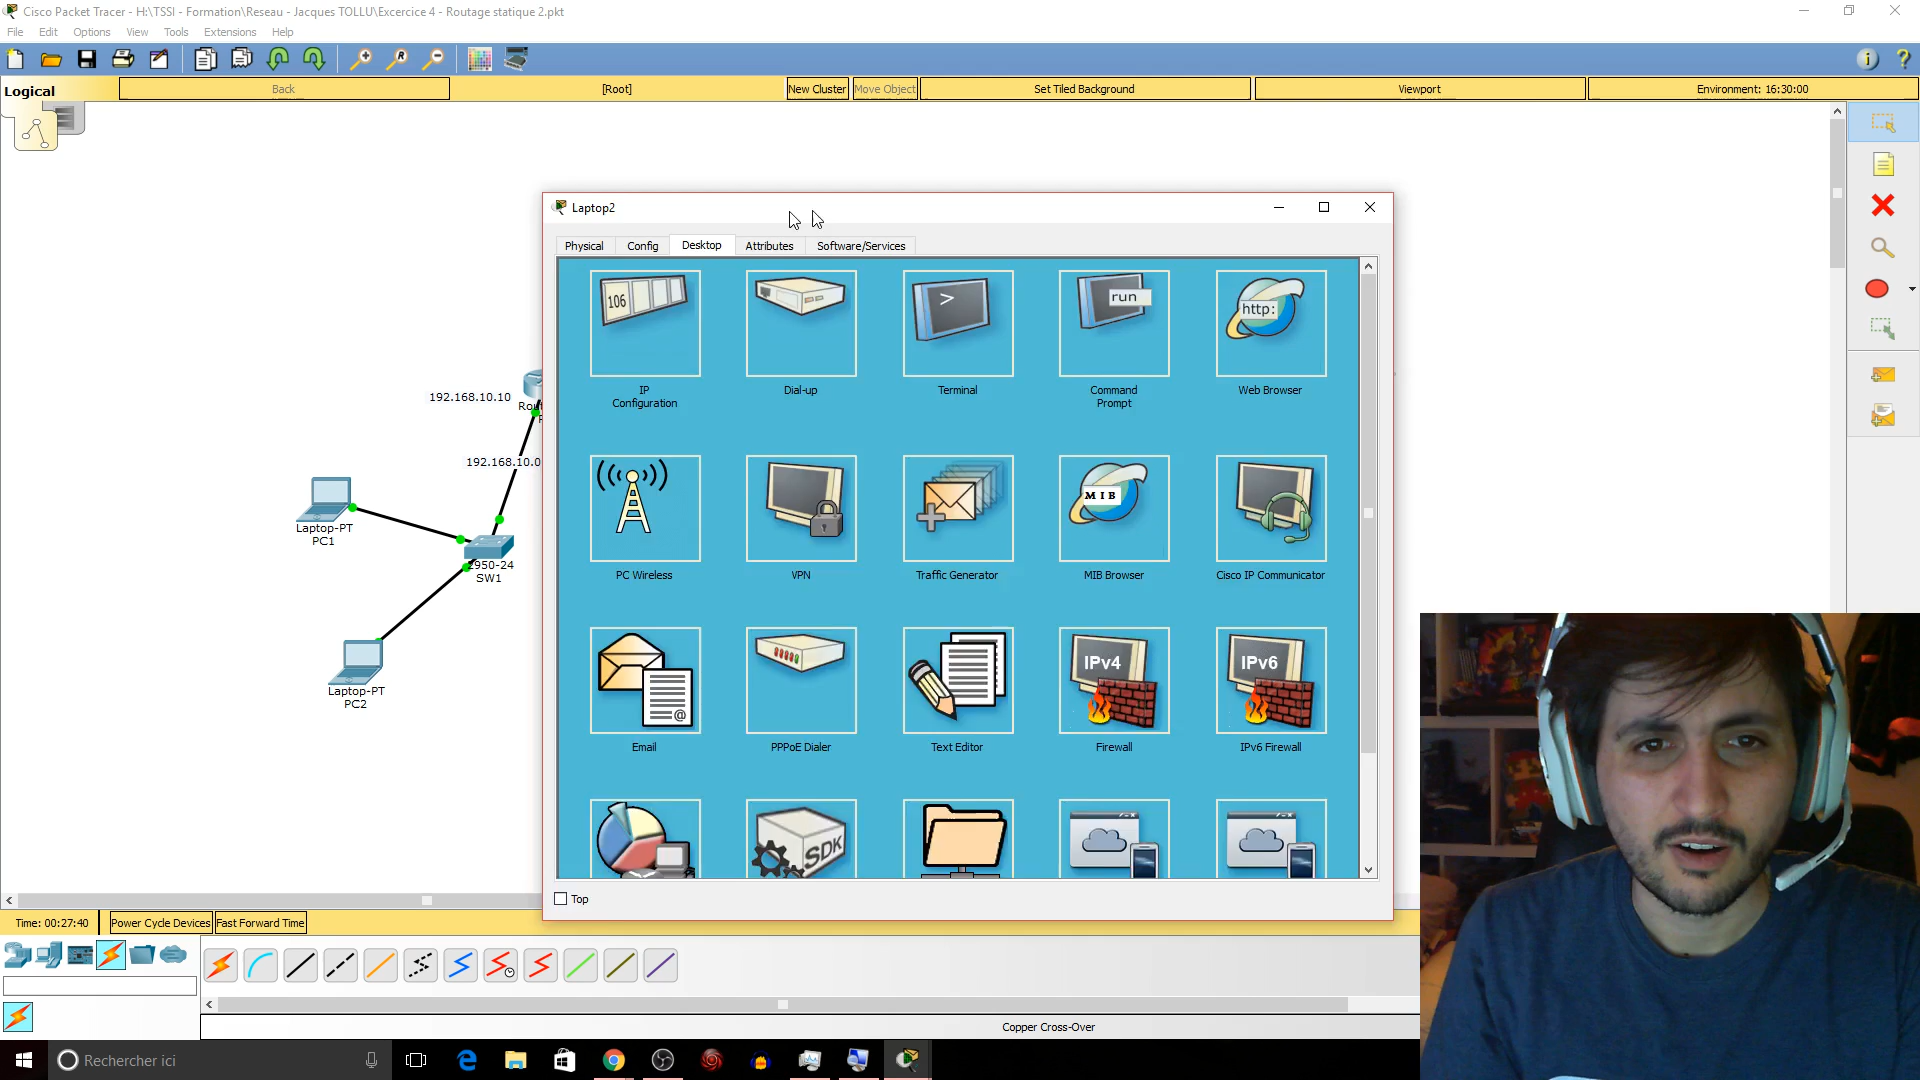 Cisco Packet Tracer - H:\TSSI - Formation\Reseau - Jacques TOLLU\Excercice 4 - Routage statique 2.pkt
File Edit Options View Tools Extensions Help
Logical
Back
[Root]
New Cluster
Move Object
Set Tiled Background
Viewport
Environment: 16:30:00
Laptop2
Physical
Config
Desktop
Attributes
Software/Services
106
>
run
http:
IP
Configuration
Dial-up
Terminal
Command
Prompt
Web Browser
192.168.10.10
192.168.10.0
Laptop-PT
PC1
2950-24
SW1
Laptop-PT
PC2
MIB
PC Wireless
VPN
Traffic Generator
MIB Browser
Cisco IP Communicator
@
IPv4
IPv6
Email
PPPoE Dialer
Text Editor
Firewall
IPv6 Firewall
SDK
Top
Time: 00:27:40
Power Cycle Devices
Fast Forward Time
Copper Cross-Over
Rechercher ici